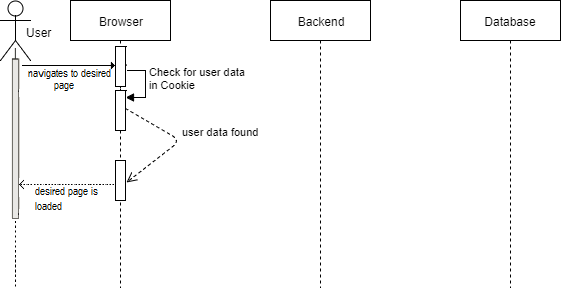 User
Browser
Backend
Database
navigates to desired
page
Check for user data
in Cookie
user data found
desired page is
loaded